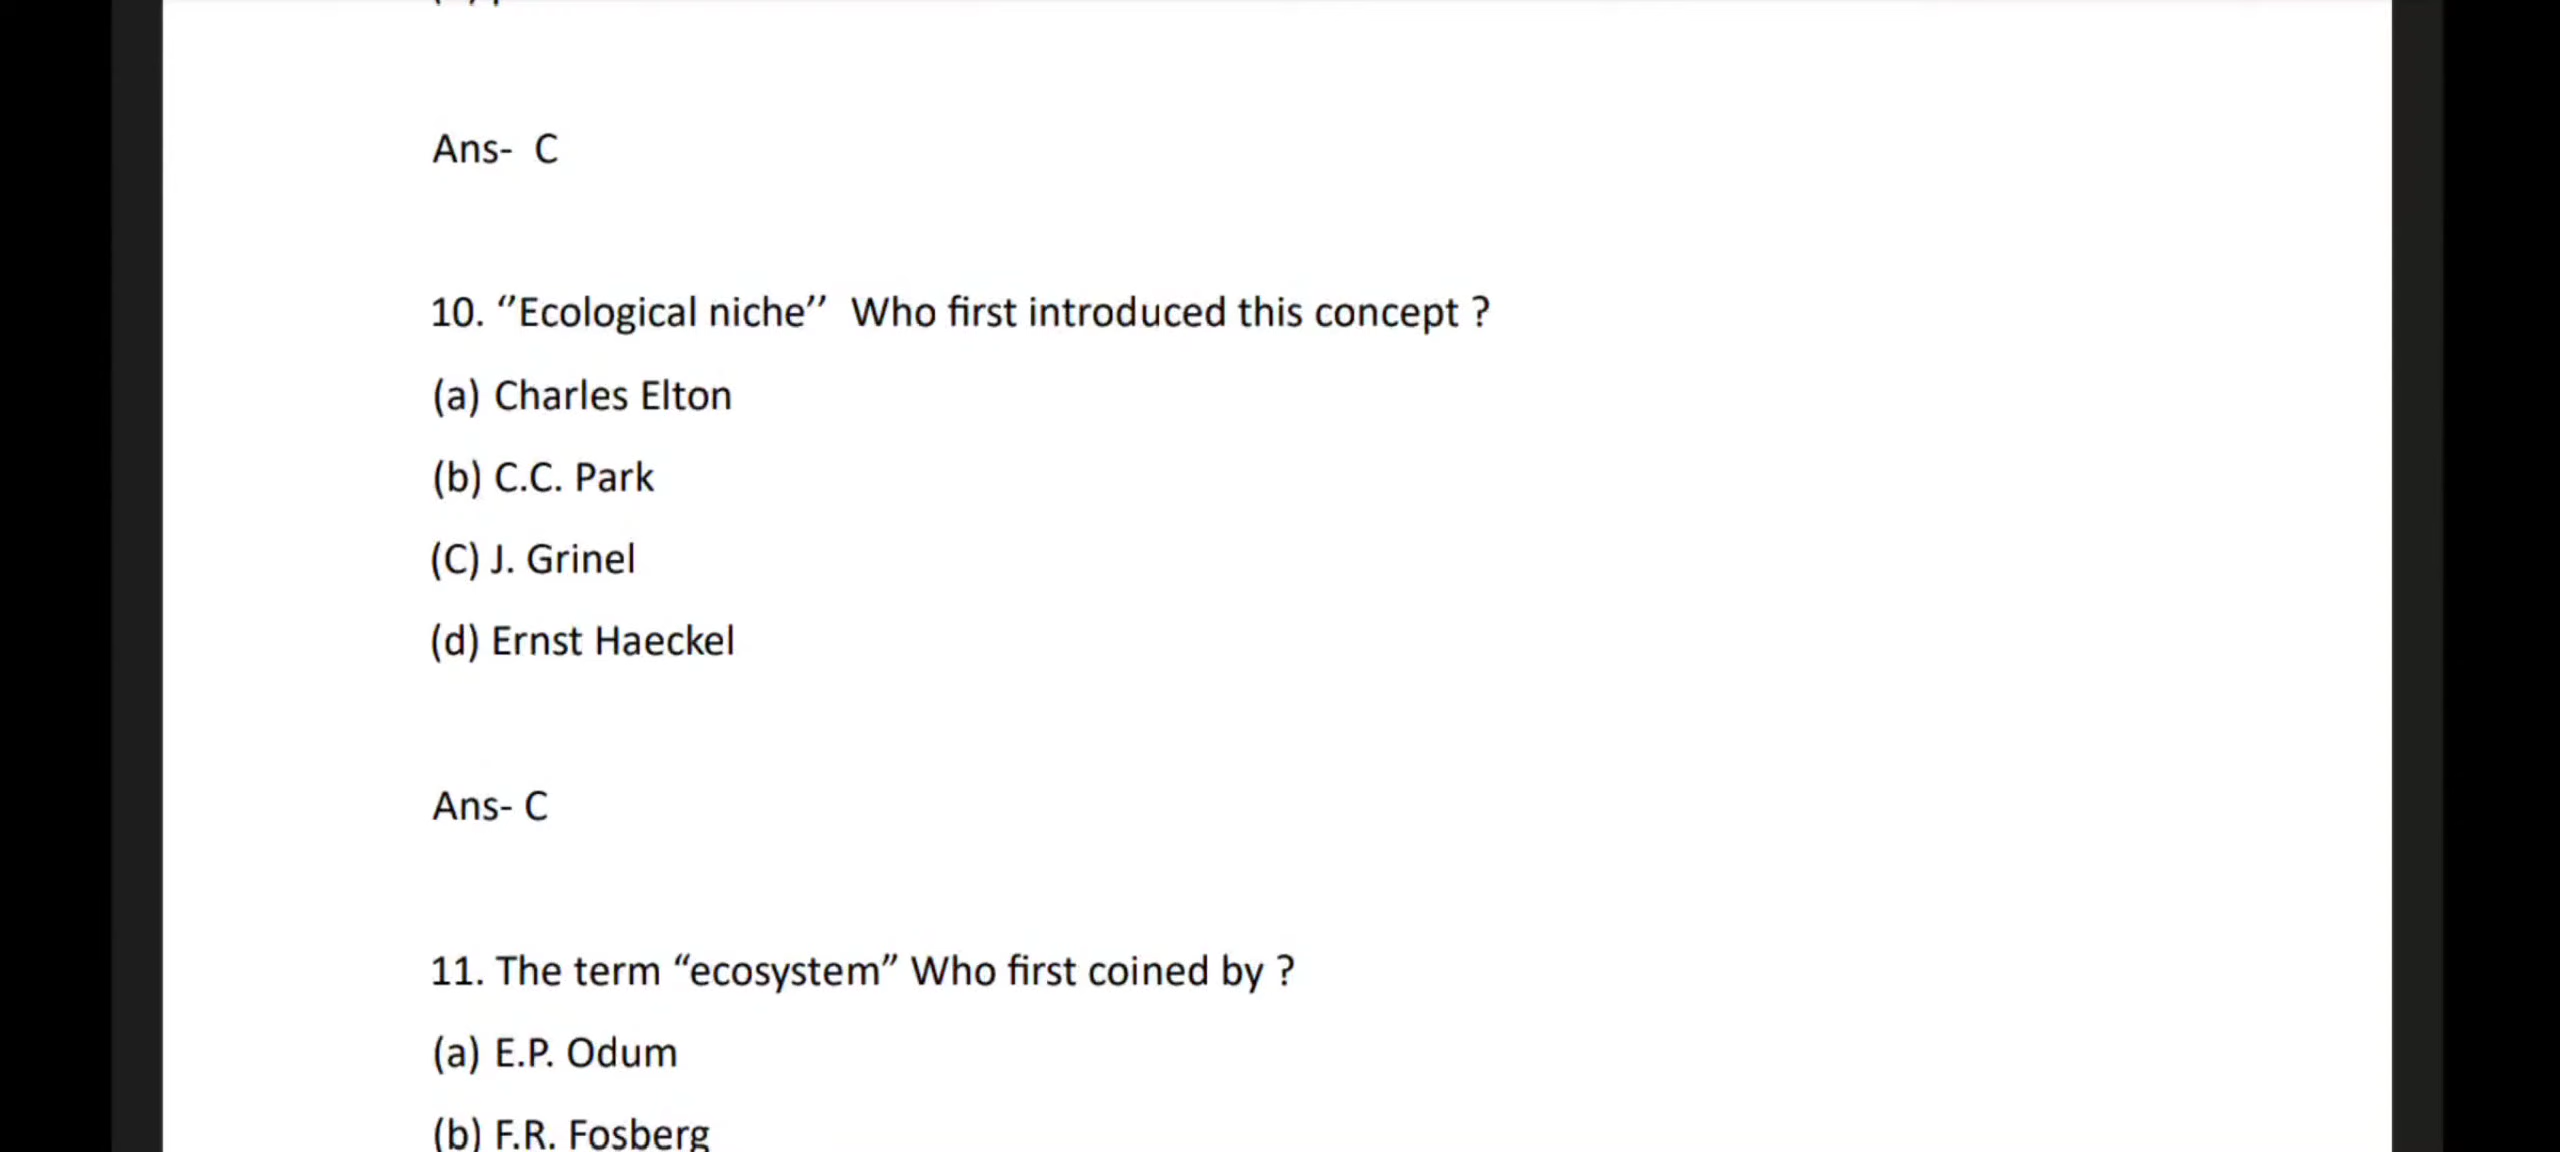 Ans- C
10. “Ecological niche’’ Who first introduced this concept ?
(a) Charles Elton
(b) C.C. Park
(C) J. Grinel
(d) Ernst Haeckel
Ans- C
11. The term “ecosystem” Who first coined by ?
(a) E.P. Odum
(b) F.R. Fosberg